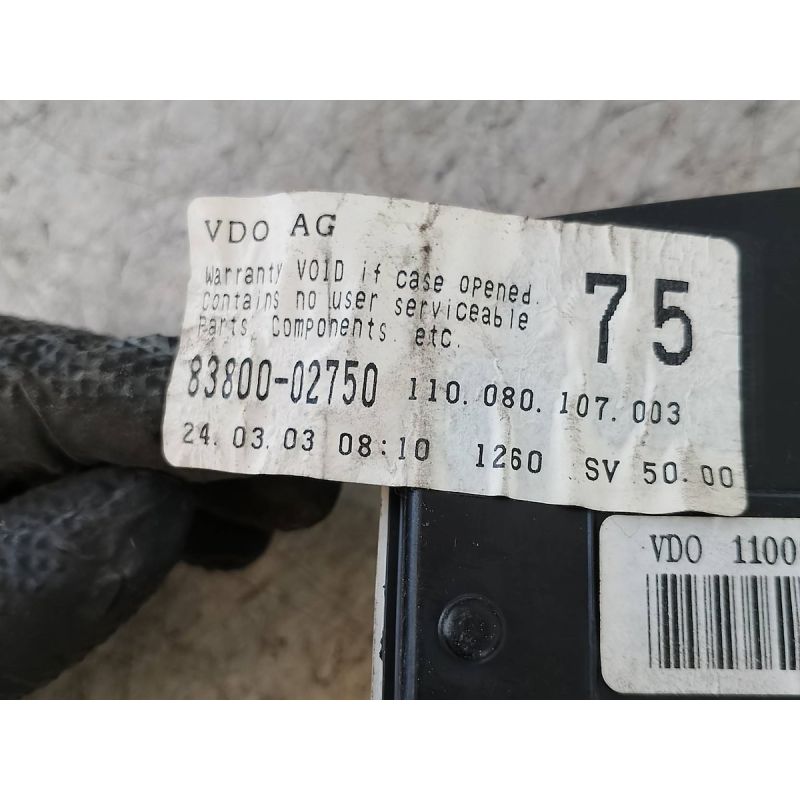 VDO AG
Warranty VOID if case opened.
Contains no user serviceable
Parts, Components, etc.
75
83800-02750 110.080.107.003
24.03.03 08:10 1260 SV 50.00
VDO 1100